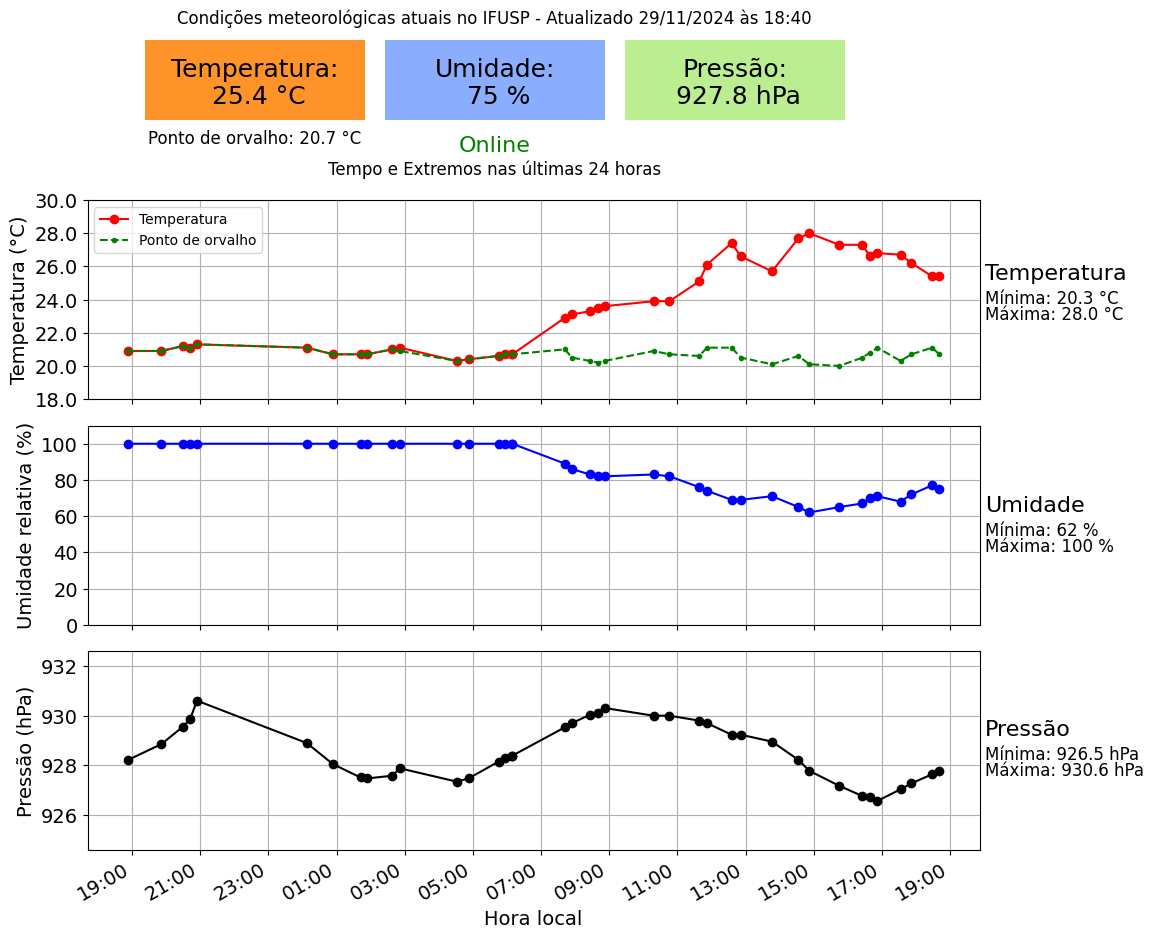 Condições meteorológicas atuais no IFUSP - Atualizado 29/11/2024 às 18:40
Temperatura:
25.4 °C
Umidade:
75 %
Pressão:
927.8 hPa
Ponto de orvalho: 20.7 °C
Online
Tempo e Extremos nas últimas 24 horas
Temperatura (°C)
30.0
28.0
26.0
24.0
22.0
20.0
18.0
Temperatura
Ponto de orvalho
Temperatura
Mínima: 20.3 °C
Máxima: 28.0 °C
Umidade relativa (%)
100
80
60
40
20
0
Umidade
Mínima: 62 %
Máxima: 100 %
Pressão (hPa)
932
930
928
926
Pressão
Mínima: 926.5 hPa
Máxima: 930.6 hPa
19:00 21:00 23:00 01:00 03:00 05:00 07:00 09:00 11:00 13:00 15:00 17:00 19:00
Hora local